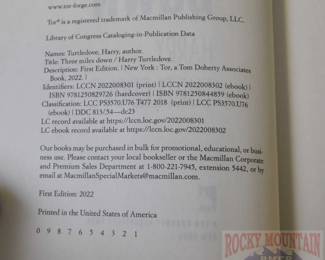 www.tor-forge.com
Tor® is a registered trademark of Macmillan Publishing Group, LLC.
Library of Congress Cataloging-in-Publication Data
Names: Turtledove, Harry, author.
Title: Three miles down / Harry Turtledove.
Description: First Edition. | New York : Tor, a Tom Doherty Associates
Book, 2022. |
Identifiers: LCCN 2022008301 (print) | LCCN 2022008302 (ebook) |
ISBN 9781250829726 (hardcover) | ISBN 9781250844859 (ebook)
Classification: LCC PS3570.U76 T477 2018 (print) | LCC PS3570.U76
(ebook) | DDC 813/.54—dc23
LC record available at https://lccn.loc.gov/2022008301
LC ebook record available at https://lccn.loc.gov/2022008302
Our books may be purchased in bulk for promotional, educational, or busi-
ness use. Please contact your local bookseller or the Macmillan Corporate
and Premium Sales Department at 1-800-221-7945, extension 5442, or by
email at MacmillanSpecialMarkets@macmillan.com.
First Edition: 2022
Printed in the United States of America
0 9 8 7 6 5 4 3 2 1
ROCKY MOUNTAIN